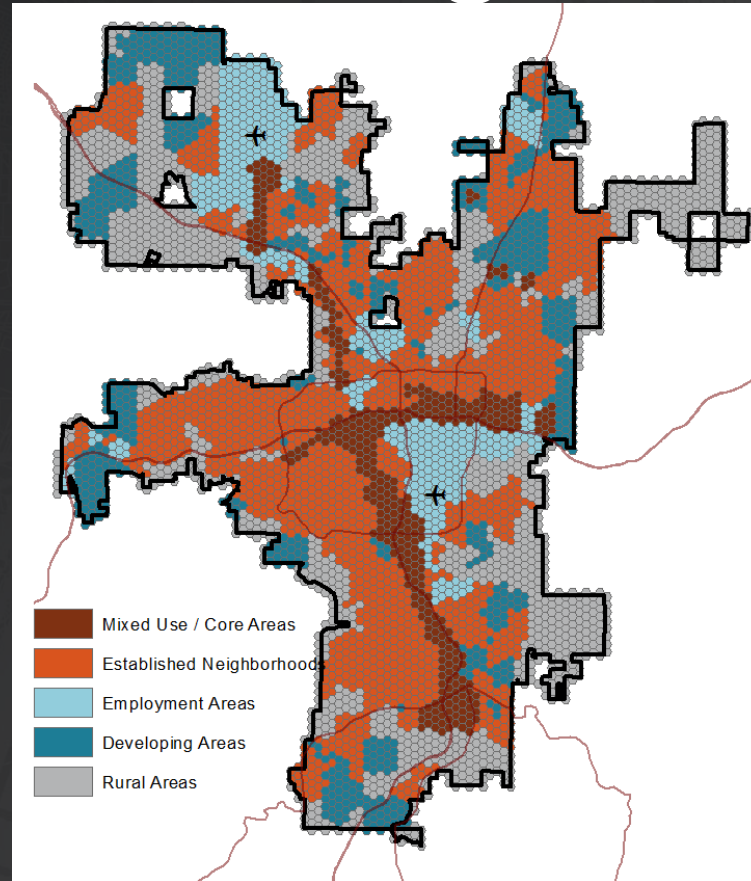 Mixed Use / Core Areas
Established Neighborhoods
Employment Areas
Developing Areas
Rural Areas